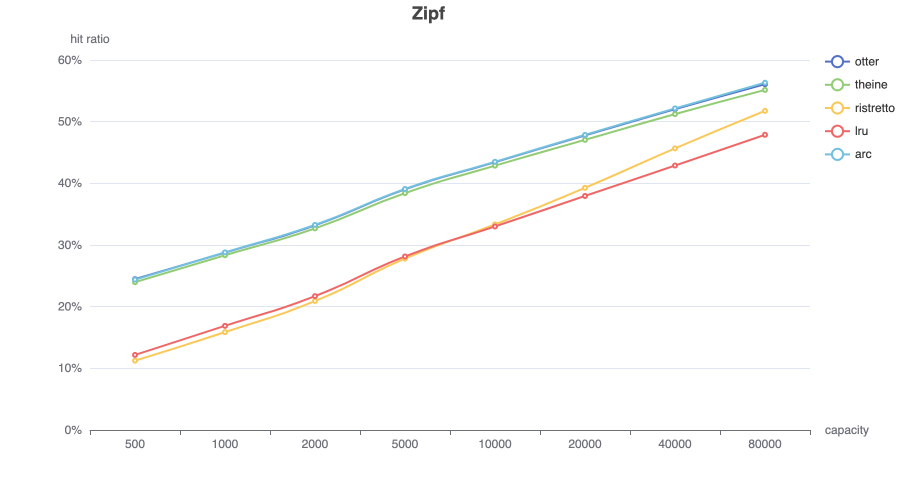 Zipf
hit ratio
60%
50%
40%
30%
20%
10%
0%
500 1000 2000 5000 10000 20000 40000 80000
capacity
otter
theine
ristretto
lru
arc